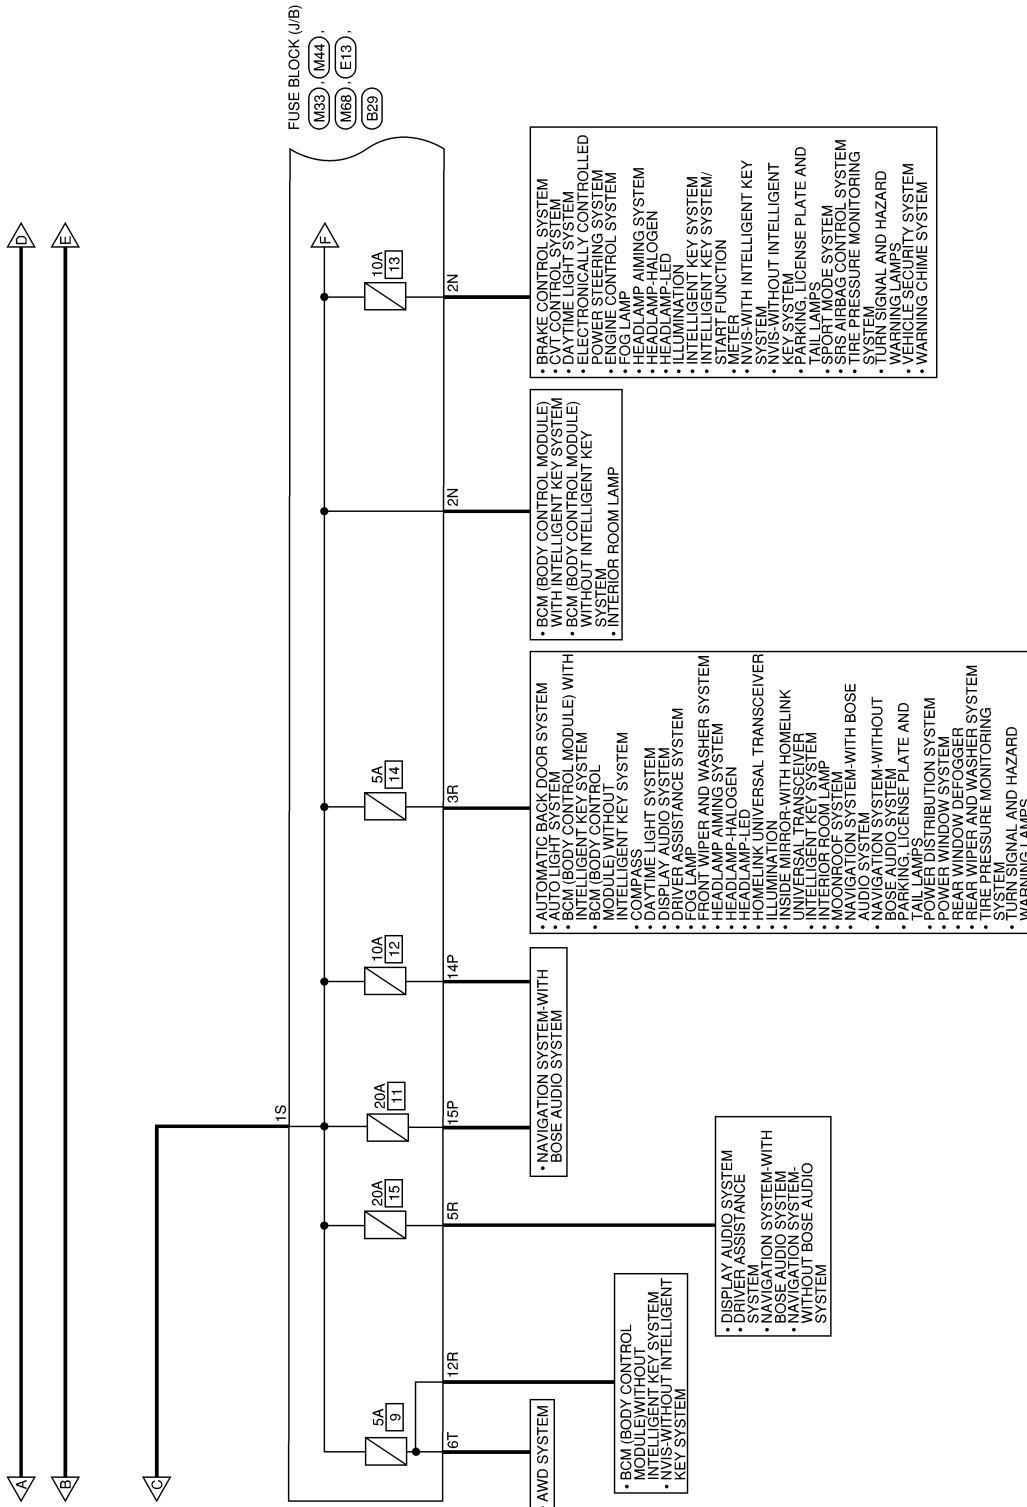 A
B
C
D
E
FUSE BLOCK (J/B)
M33 , M44 ,
M68 , E13 ,
B29
1S
F
5A
9
20A
15
20A
11
10A
12
5A
14
10A
13
6T
12R
5R
15P
14P
3R
2N
2N
AWD SYSTEM
• BCM (BODY CONTROL
MODULE)WITHOUT
INTELLIGENT KEY SYSTEM
• NVIS-WITHOUT INTELLIGENT
KEY SYSTEM
• DISPLAY AUDIO SYSTEM
• DRIVER ASSISTANCE
SYSTEM
• NAVIGATION SYSTEM-WITH
BOSE AUDIO SYSTEM
• NAVIGATION SYSTEM-
WITHOUT BOSE AUDIO
SYSTEM
• NAVIGATION SYSTEM-WITH
BOSE AUDIO SYSTEM
• AUTOMATIC BACK DOOR SYSTEM
• AUTO LIGHT SYSTEM
• BCM (BODY CONTROL MODULE) WITH
INTELLIGENT KEY SYSTEM
• BCM (BODY CONTROL
MODULE) WITHOUT
INTELLIGENT KEY SYSTEM
• COMPASS
• DAYTIME LIGHT SYSTEM
• DISPLAY AUDIO SYSTEM
• DRIVER ASSISTANCE SYSTEM
• FOG LAMP
• FRONT WIPER AND WASHER SYSTEM
• HEADLAMP AIMING SYSTEM
• HEADLAMP-HALOGEN
• HEADLAMP-LED
• HOMELINK UNIVERSAL TRANSCEIVER
• ILLUMINATION
• INSIDE MIRROR-WITH HOMELINK
UNIVERSAL TRANSCEIVER
• INTELLIGENT KEY SYSTEM
• INTERIOR ROOM LAMP
• MOONROOF SYSTEM
• NAVIGATION SYSTEM-WITH BOSE
AUDIO SYSTEM
• NAVIGATION SYSTEM-WITHOUT
BOSE AUDIO SYSTEM
• PARKING, LICENSE PLATE AND
TAIL LAMPS
• POWER DISTRIBUTION SYSTEM
• POWER WINDOW SYSTEM
• REAR WINDOW DEFOGGER
• REAR WIPER AND WASHER SYSTEM
• TIRE PRESSURE MONITORING
SYSTEM
• TURN SIGNAL AND HAZARD
WARNING LAMPS
• BCM (BODY CONTROL MODULE)
WITH INTELLIGENT KEY SYSTEM
• BCM (BODY CONTROL MODULE)
WITHOUT INTELLIGENT KEY
SYSTEM
• INTERIOR ROOM LAMP
• BRAKE CONTROL SYSTEM
• CVT CONTROL SYSTEM
• DAYTIME LIGHT SYSTEM
• ELECTRONICALLY CONTROLLED
POWER STEERING SYSTEM
• ENGINE CONTROL SYSTEM
• FOG LAMP
• HEADLAMP AIMING SYSTEM
• HEADLAMP-HALOGEN
• HEADLAMP-LED
• ILLUMINATION
• INTELLIGENT KEY SYSTEM
• INTELLIGENT KEY SYSTEM/
START FUNCTION
• METER
• NVIS-WITH INTELLIGENT KEY
SYSTEM
• NVIS-WITHOUT INTELLIGENT
KEY SYSTEM
• PARKING, LICENSE PLATE AND
TAIL LAMPS
• SPORT MODE SYSTEM
• SRS AIRBAG CONTROL SYSTEM
• TIRE PRESSURE MONITORING
SYSTEM
• TURN SIGNAL AND HAZARD
WARNING LAMPS
• VEHICLE SECURITY SYSTEM
• WARNING CHIME SYSTEM